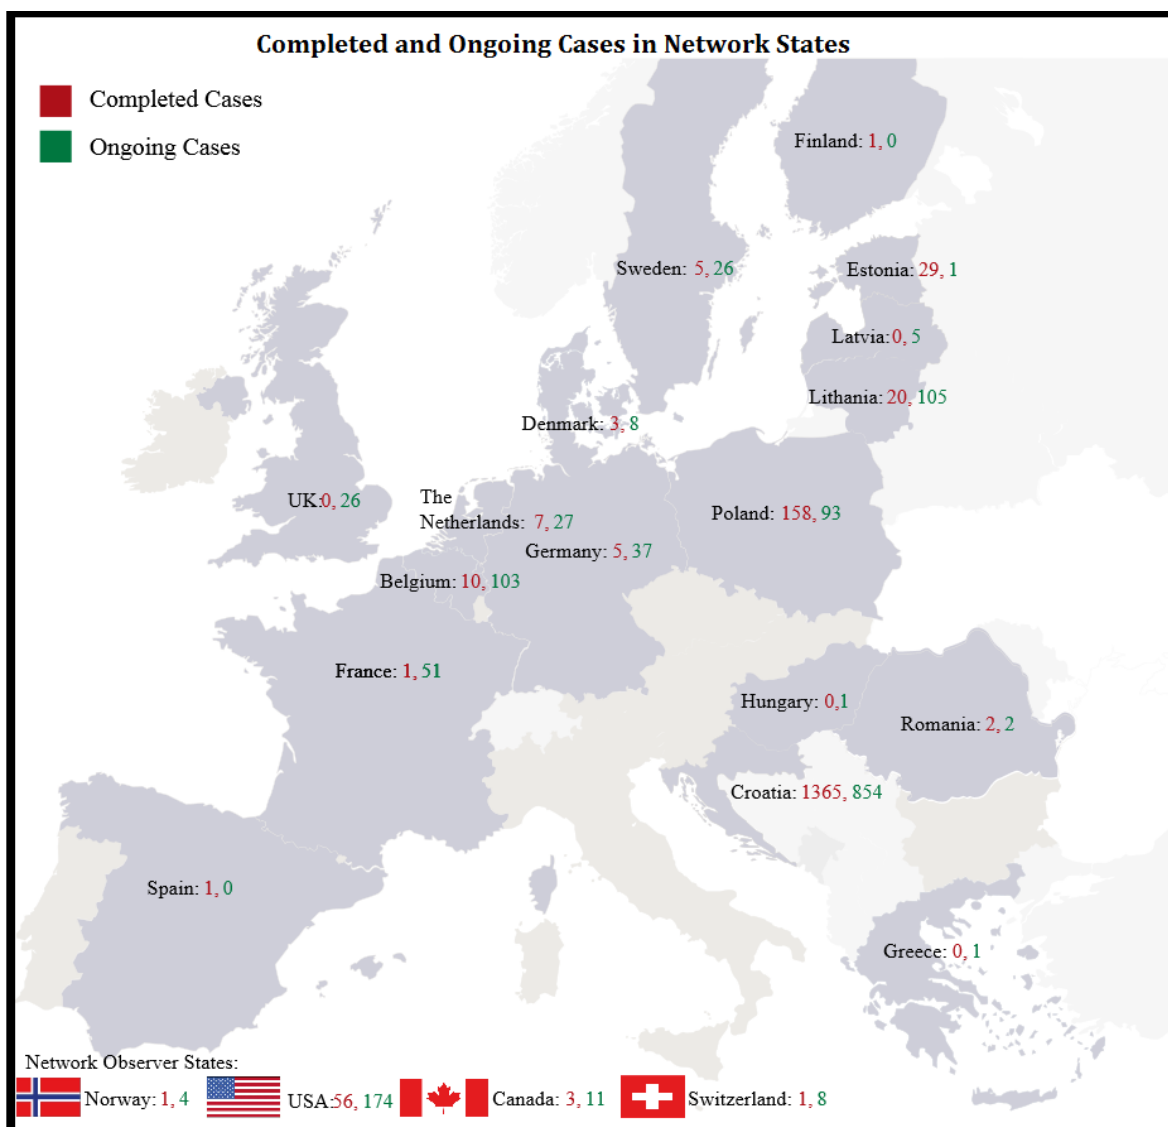 Completed and Ongoing Cases in Network States
Completed Cases
Ongoing Cases
Finland: 1, 0
Sweden: 5, 26
Estonia: 29, 1
Latvia: 0, 5
Lithania: 20, 105
Denmark: 3, 8
UK:0, 26
The
Netherlands: 7, 27
Poland: 158, 93
Germany: 5, 37
Belgium: 10, 103
France: 1, 51
Hungary: 0,1
Romania: 2, 2
Croatia: 1365, 854
Spain: 1, 0
Greece: 0, 1
Network Observer States:
Norway: 1, 4
USA:56, 174
Canada: 3, 11
Switzerland: 1, 8